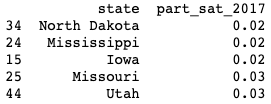 state part_sat_2017
34 North Dakota 0.02
24 Mississippi 0.02
15 Iowa 0.02
25 Missouri 0.03
44 Utah 0.03